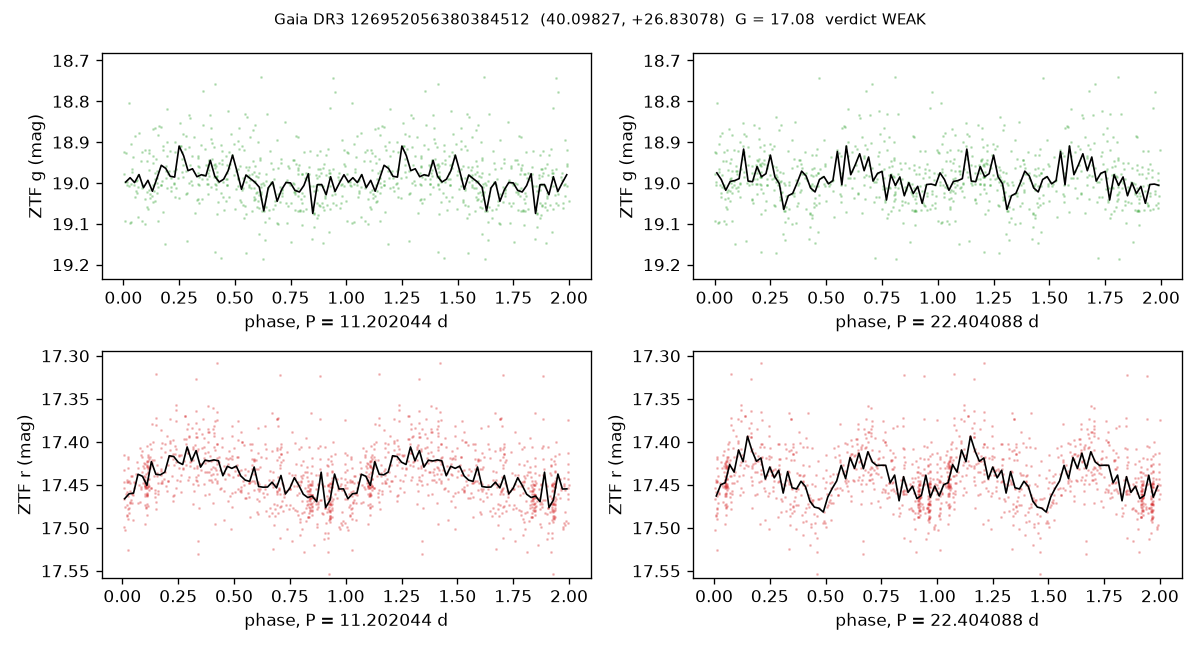 Gaia DR3 126952056380384512 (40.09827, +26.83078) G = 17.08 verdict WEAK
ZTF g (mag)
18.7
18.8
18.9
19.0
19.1
19.2
0.00 0.25 0.50 0.75 1.00 1.25 1.50 1.75 2.00
phase, P = 11.202044 d
ZTF g (mag)
18.7
18.8
18.9
19.0
19.1
19.2
0.00 0.25 0.50 0.75 1.00 1.25 1.50 1.75 2.00
phase, P = 22.404088 d
ZTF r (mag)
17.30
17.35
17.40
17.45
17.50
17.55
0.00 0.25 0.50 0.75 1.00 1.25 1.50 1.75 2.00
phase, P = 11.202044 d
ZTF r (mag)
17.30
17.35
17.40
17.45
17.50
17.55
0.00 0.25 0.50 0.75 1.00 1.25 1.50 1.75 2.00
phase, P = 22.404088 d